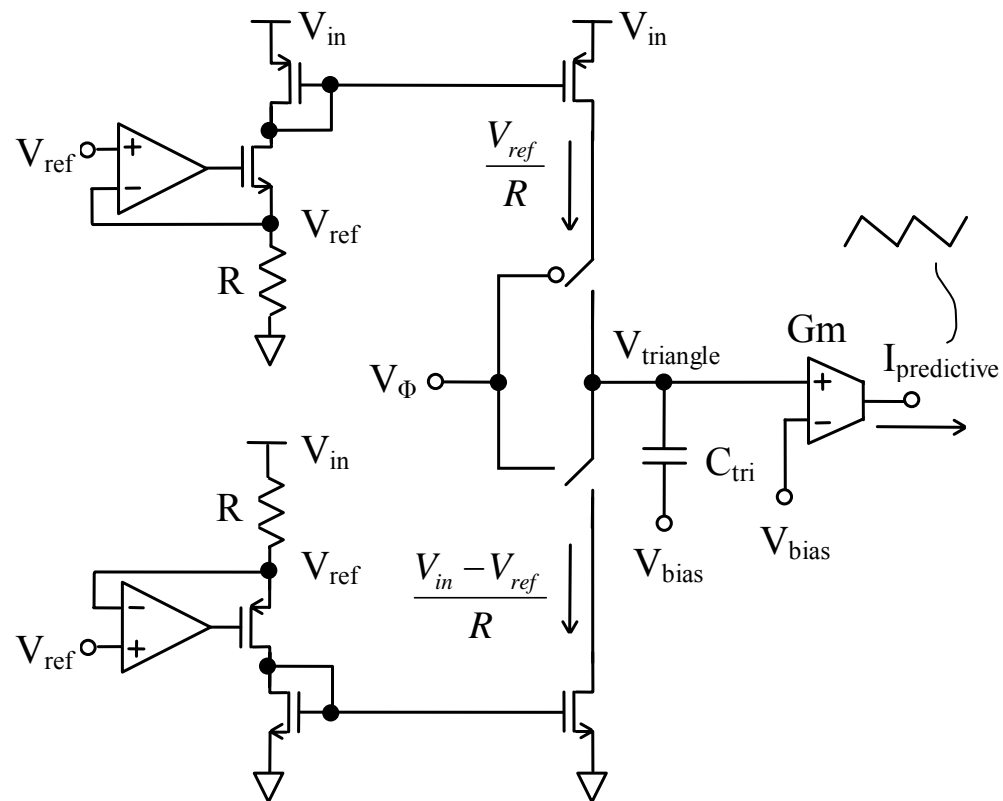 V_in
V_in
V_ref
+
−
V_ref
R
V_ref / R
V_Φ
V_triangle
Gm
+
−
I_predictive
C_tri
V_bias
V_bias
V_in
R
V_ref
−
V_ref
+
V_in − V_ref / R